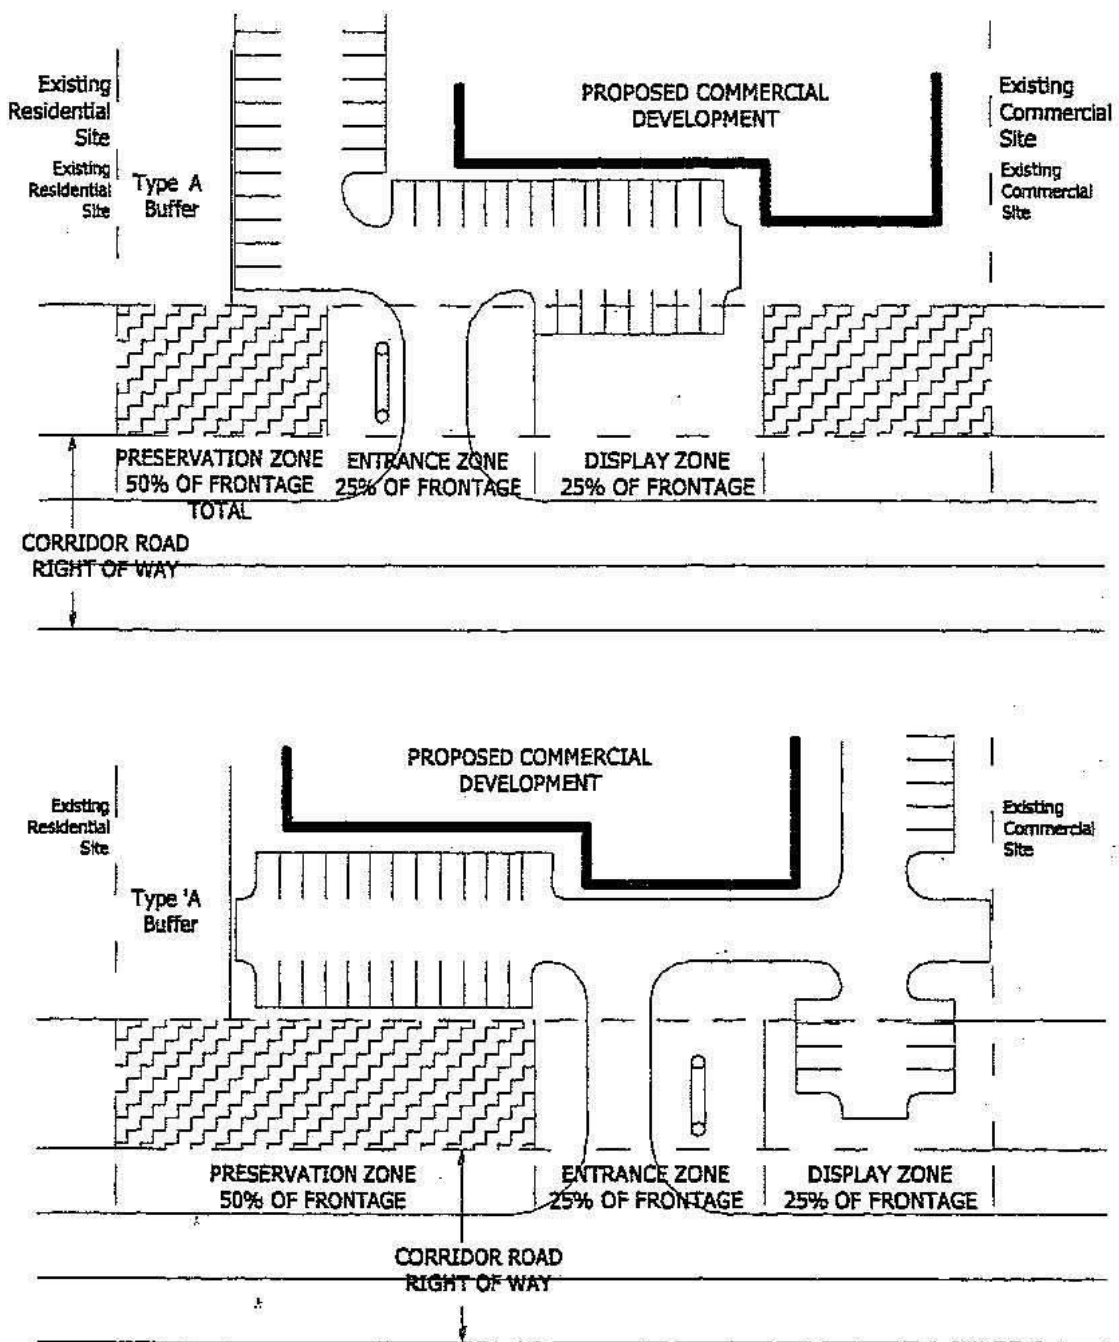 Existing
Residential
Site
Existing
Residential
Site
Type A
Buffer
PROPOSED COMMERCIAL
DEVELOPMENT
Existing
Commercial
Site
Existing
Commercial
Site
PRESERVATION ZONE
50% OF FRONTAGE
TOTAL
ENTRANCE ZONE
25% OF FRONTAGE
DISPLAY ZONE
25% OF FRONTAGE
CORRIDOR ROAD
RIGHT OF WAY
PROPOSED COMMERCIAL
DEVELOPMENT
Existing
Residential
Site
Existing
Commercial
Site
Type 'A
Buffer
PRESERVATION ZONE
50% OF FRONTAGE
ENTRANCE ZONE
25% OF FRONTAGE
DISPLAY ZONE
25% OF FRONTAGE
CORRIDOR ROAD
RIGHT OF WAY